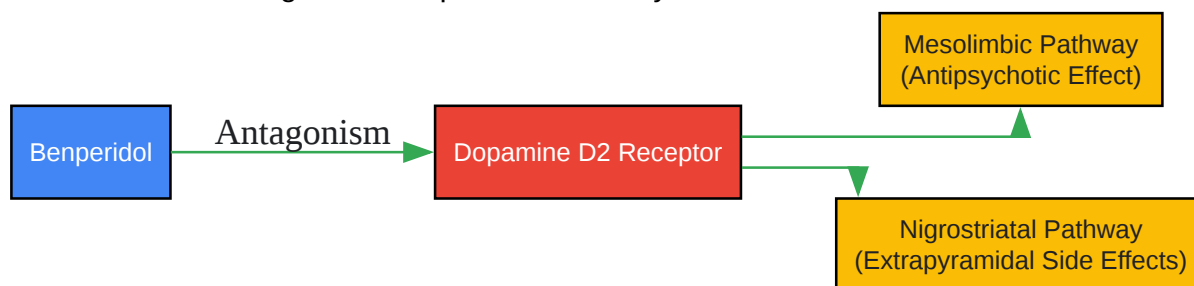 Mesolimbic Pathway
(Antipsychotic Effect)
Benperidol
Antagonism
Dopamine D2 Receptor
Nigrostriatal Pathway
(Extrapyramidal Side Effects)